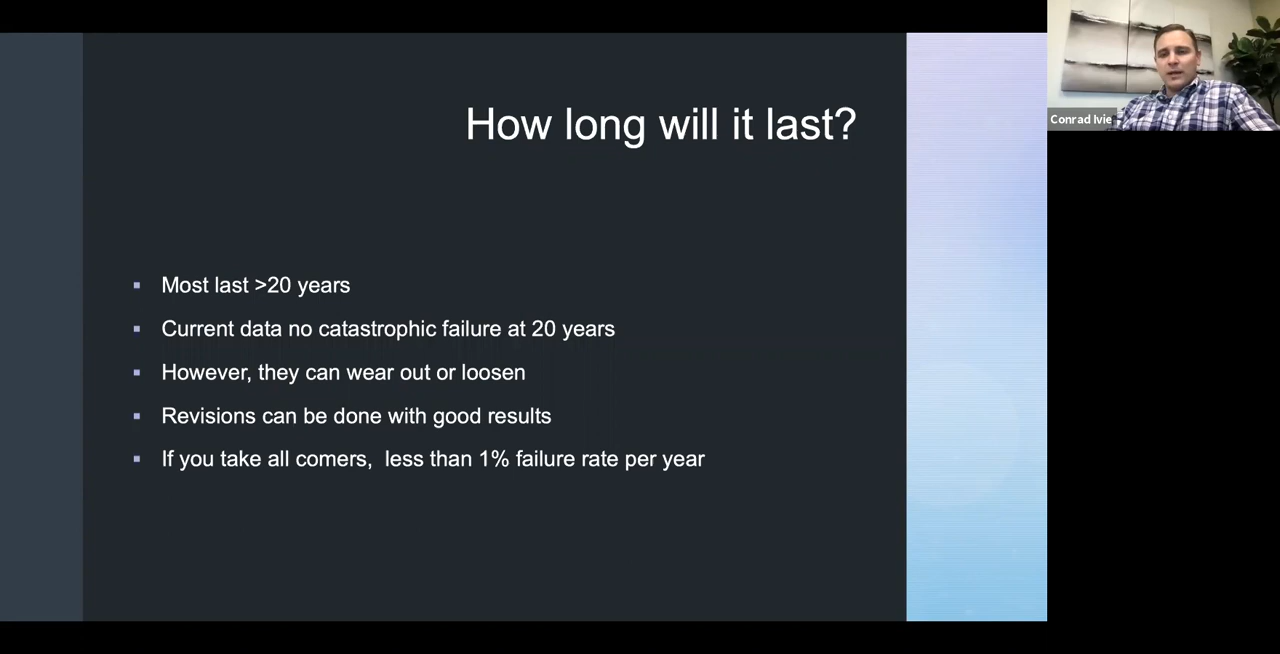 How long will it last?
Most last >20 years
Current data no catastrophic failure at 20 years
However, they can wear out or loosen
Revisions can be done with good results
If you take all comers,  less than 1% failure rate per year
Conrad Ivie